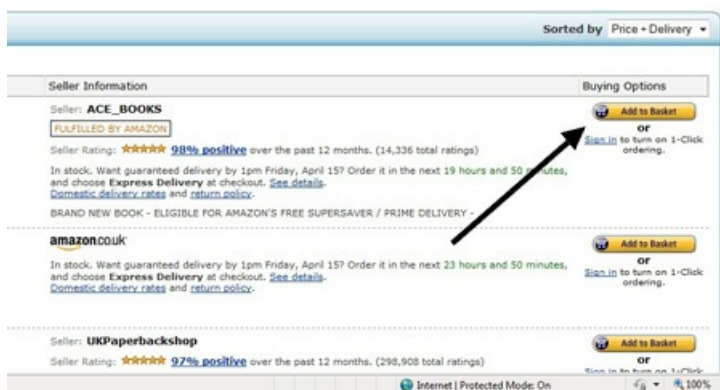 Sorted by Price + Delivery
Seller Information Buying Options
Seller: ACE_BOOKS
Add to Basket
FULFILLED BY AMAZON
or
Seller Rating: 98% positive over the past 12 months. (14,336 total ratings)
Sign in to turn on 1-Click
ordering.
In stock. Want guaranteed delivery by 1pm Friday, April 15? Order it in the next 19 hours and 50 minutes,
and choose Express Delivery at checkout. See details.
Domestic delivery rates and return policy.
BRAND NEW BOOK - ELIGIBLE FOR AMAZON'S FREE SUPERSAVER / PRIME DELIVERY -
amazon.co.uk
Add to Basket
or
In stock. Want guaranteed delivery by 1pm Friday, April 15? Order it in the next 23 hours and 50 minutes,
and choose Express Delivery at checkout. See details.
Domestic delivery rates and return policy.
Sign in to turn on 1-Click
ordering.
Seller: UKPaperbackshop
Add to Basket
or
Seller Rating: 97% positive over the past 12 months. (298,908 total ratings)
Sign in to turn on 1-Click
Internet | Protected Mode: On 100%